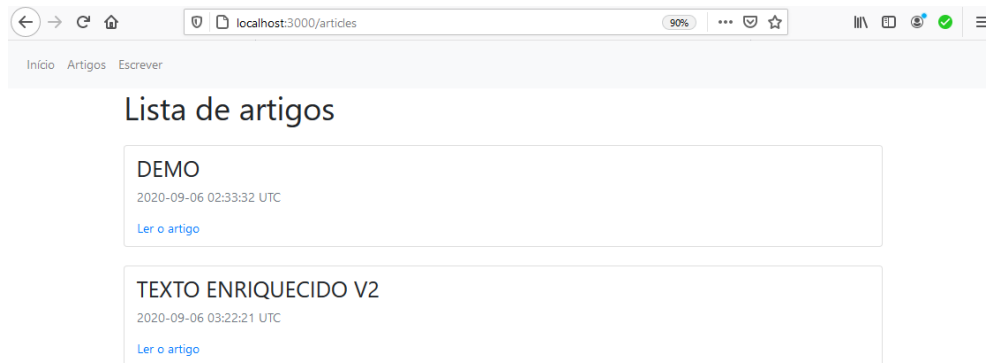 localhost:3000/articles
90%
Início Artigos Escrever
Lista de artigos
DEMO
2020-09-06 02:33:32 UTC
Ler o artigo
TEXTO ENRIQUECIDO V2
2020-09-06 03:22:21 UTC
Ler o artigo